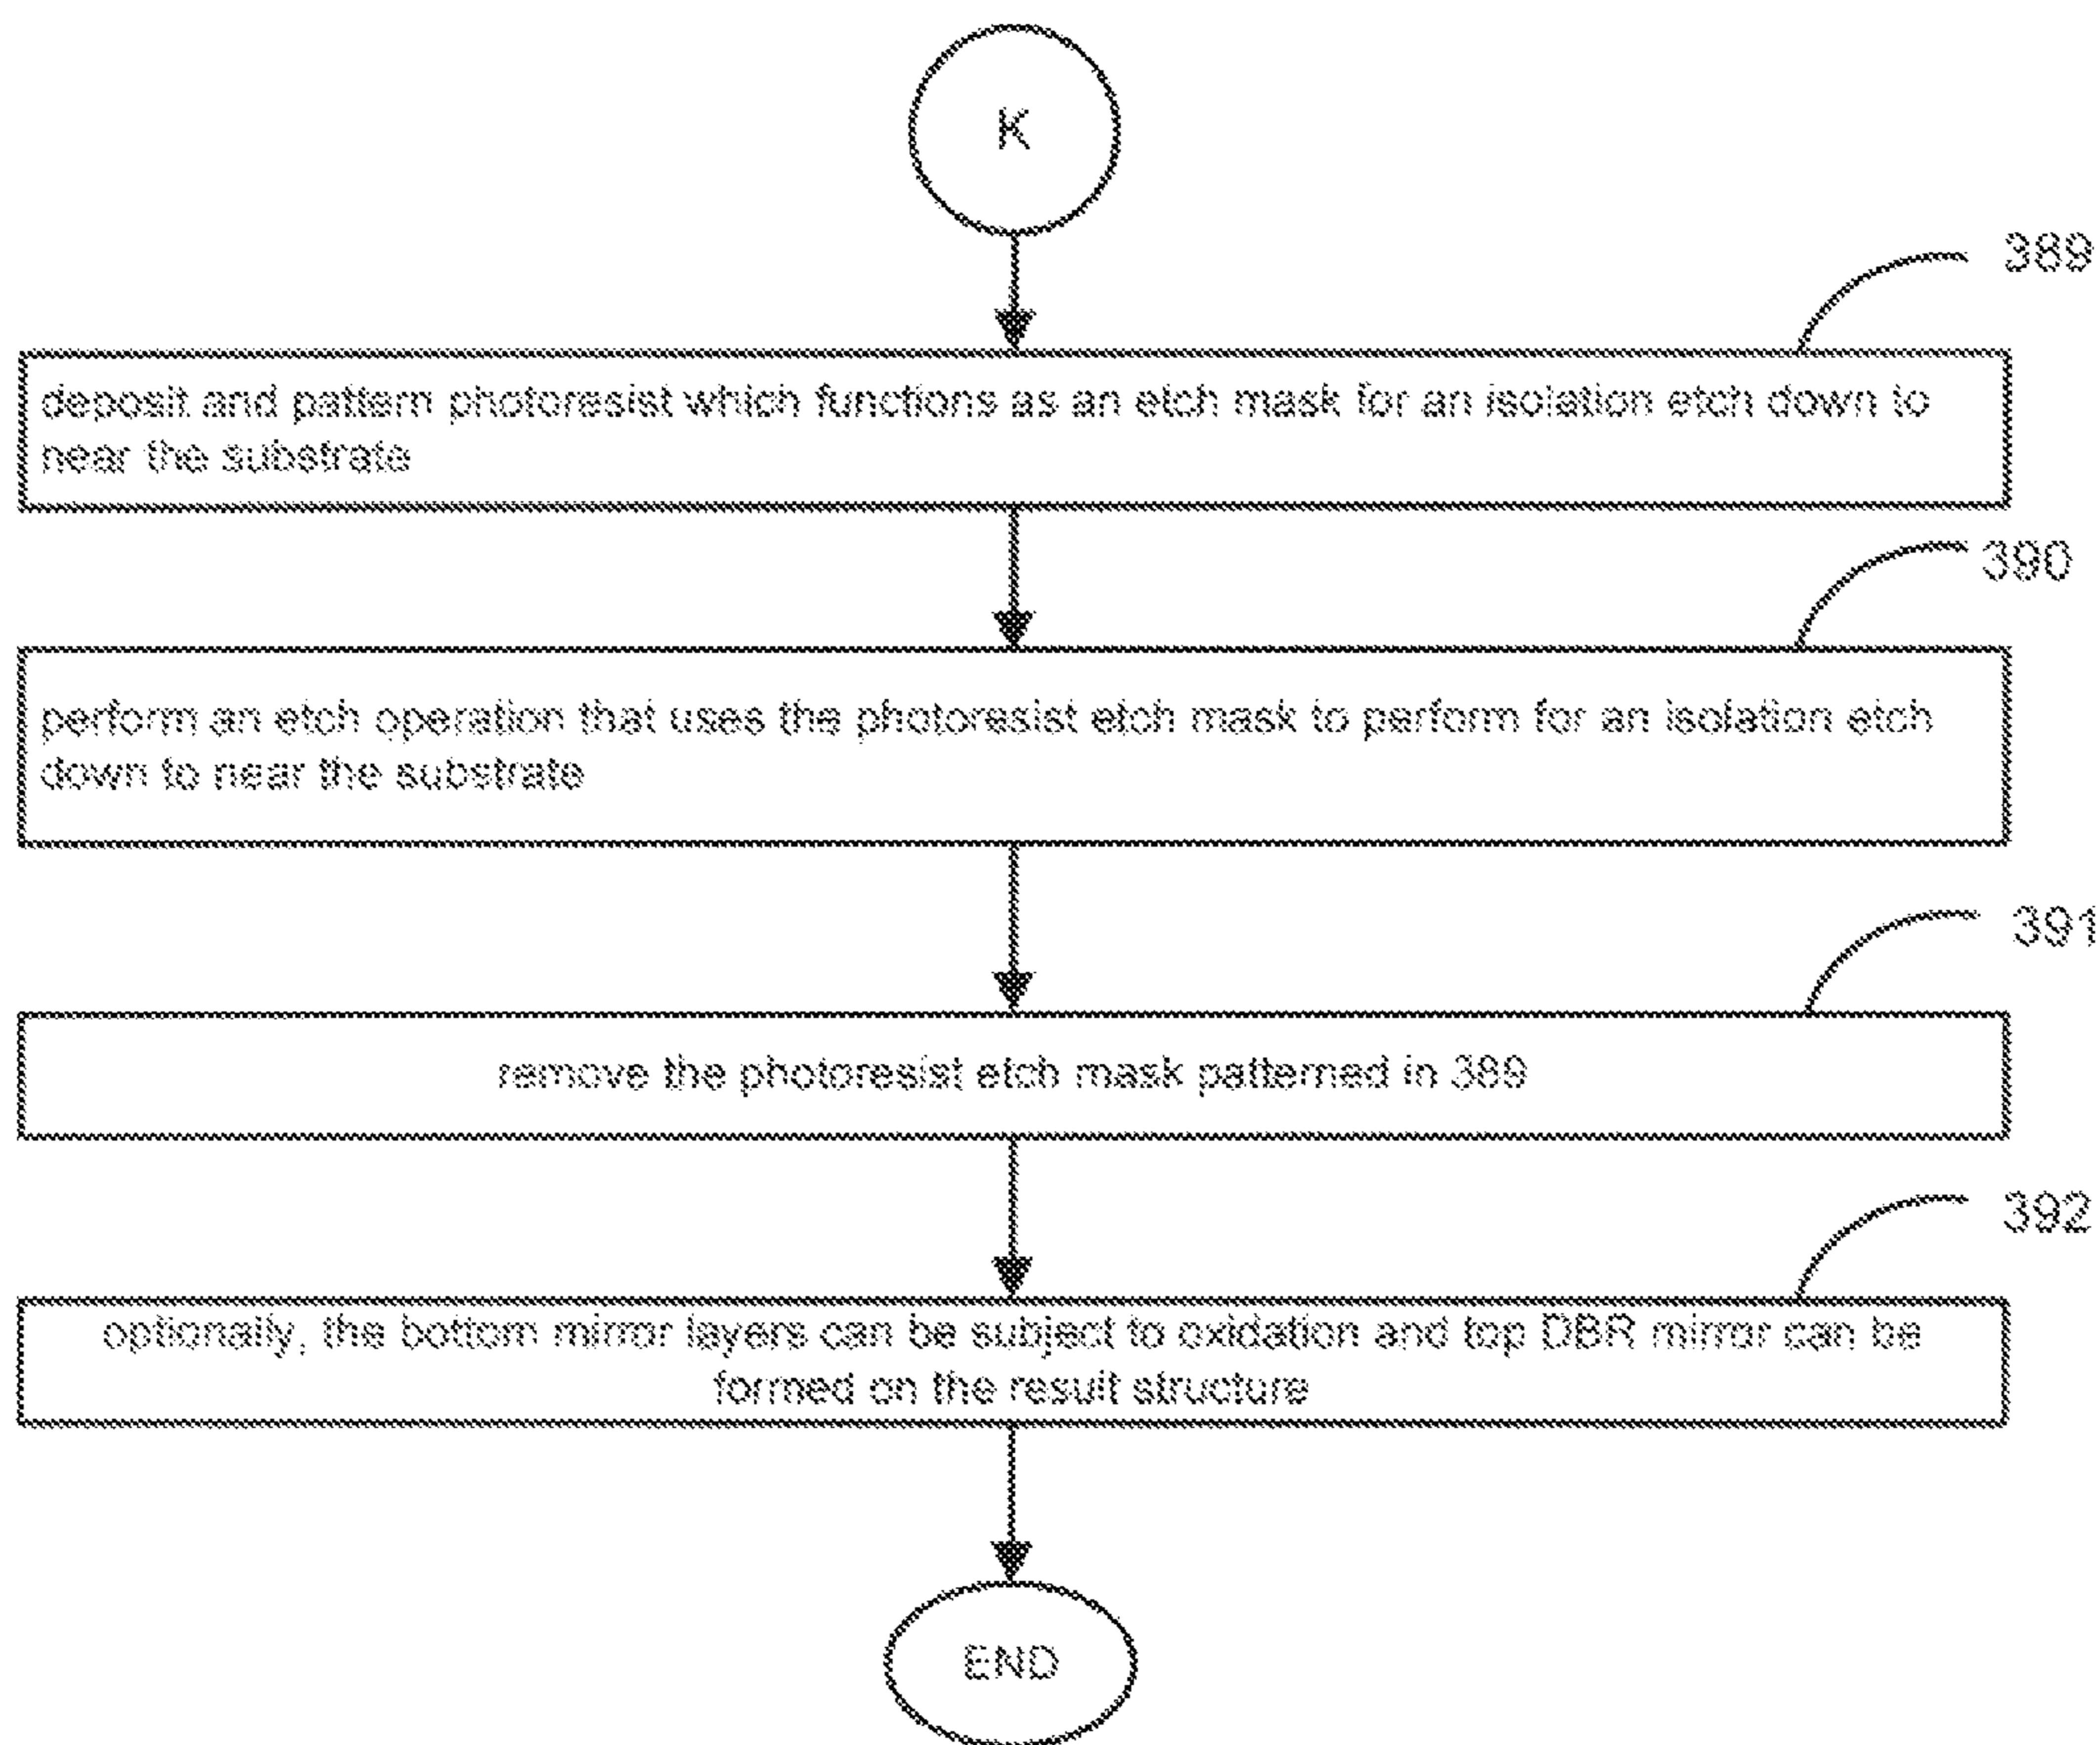 K
389
deposit and pattern photoresist which functions as an etch mask for an isolation etch down to
near the substrate
390
perform an etch operation that uses the photoresist etch mask to perform for an isolation etch
down to near the substrate
391
remove the photoresist etch mask patterned in 389
392
optionally, the bottom mirror layers can be subject to oxidation and top DBR mirror can be
formed on the result structure
END